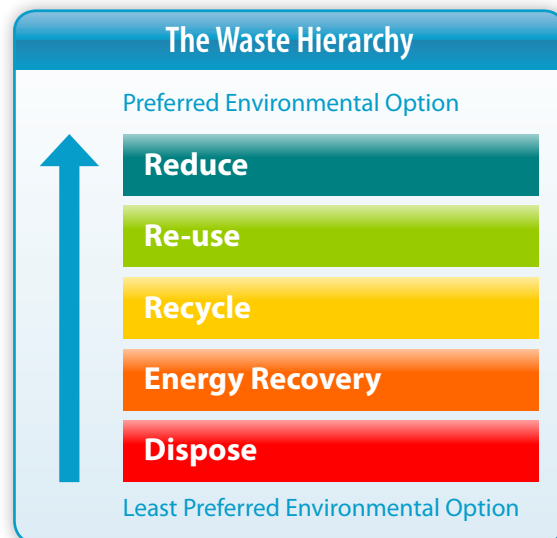 The Waste Hierarchy
Preferred Environmental Option
Reduce
Re-use
Recycle
Energy Recovery
Dispose
Least Preferred Environmental Option